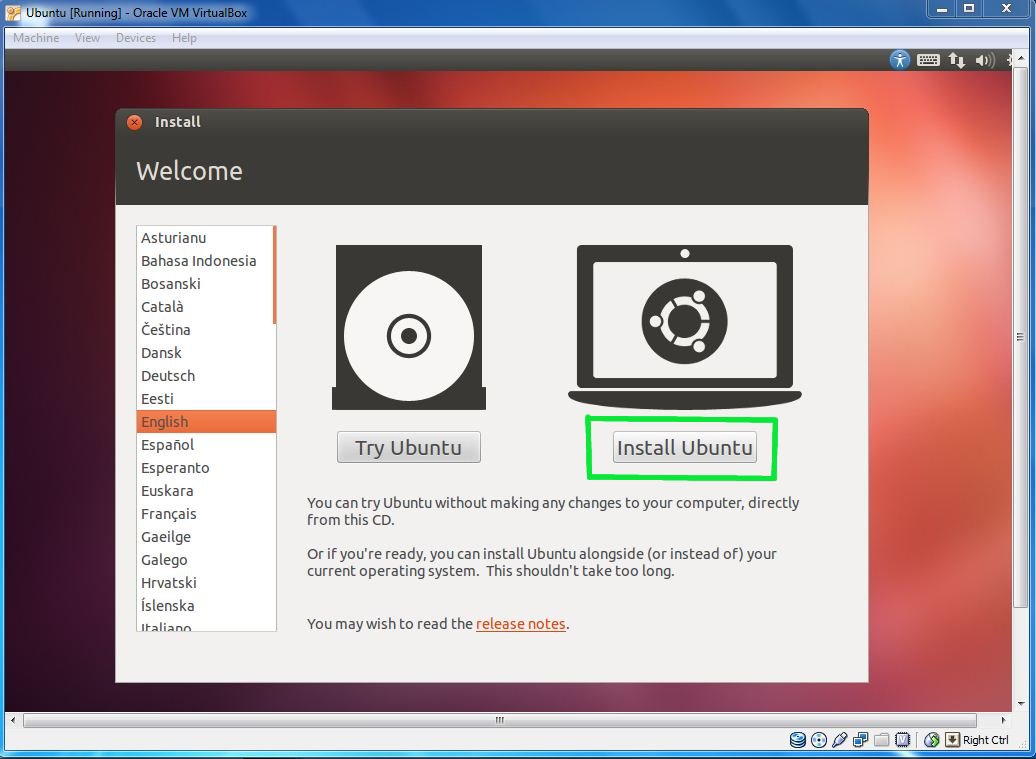 Ubuntu [Running] - Oracle VM VirtualBox
Machine View Devices Help
Install
Welcome
Asturianu
Bahasa Indonesia
Bosanski
Català
Čeština
Dansk
Deutsch
Eesti
English
Español
Esperanto
Euskara
Français
Gaeilge
Galego
Hrvatski
Íslenska
Italiano
Try Ubuntu
Install Ubuntu
You can try Ubuntu without making any changes to your computer, directly
from this CD.
Or if you're ready, you can install Ubuntu alongside (or instead of) your
current operating system. This shouldn't take too long.
You may wish to read the release notes.
Right Ctrl